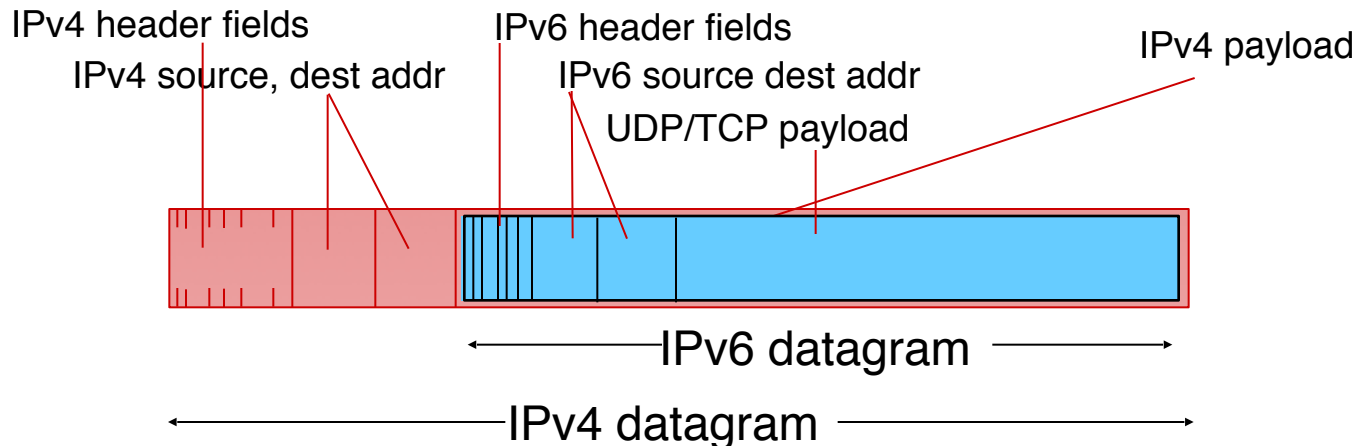 IPv4 header fields
IPv6 header fields
IPv4 payload
IPv4 source, dest addr
IPv6 source dest addr
UDP/TCP payload
IPv6 datagram
IPv4 datagram